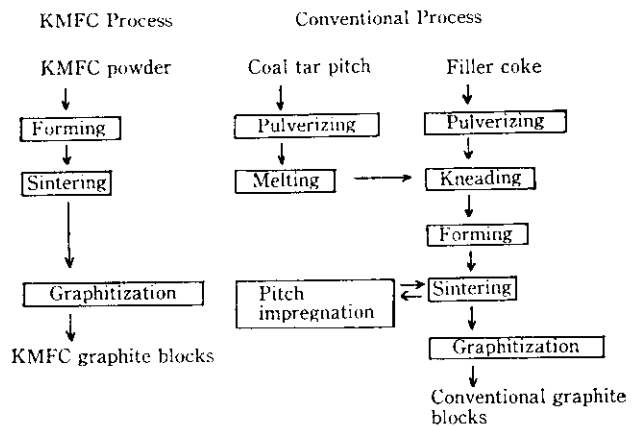 KMFC Process
Conventional Process
KMFC powder
Coal tar pitch
Filler coke
Forming
Pulverizing
Pulverizing
Sintering
Melting
Kneading
Forming
Pitch
impregnation
Sintering
Graphitization
Graphitization
KMFC graphite blocks
Conventional graphite
blocks